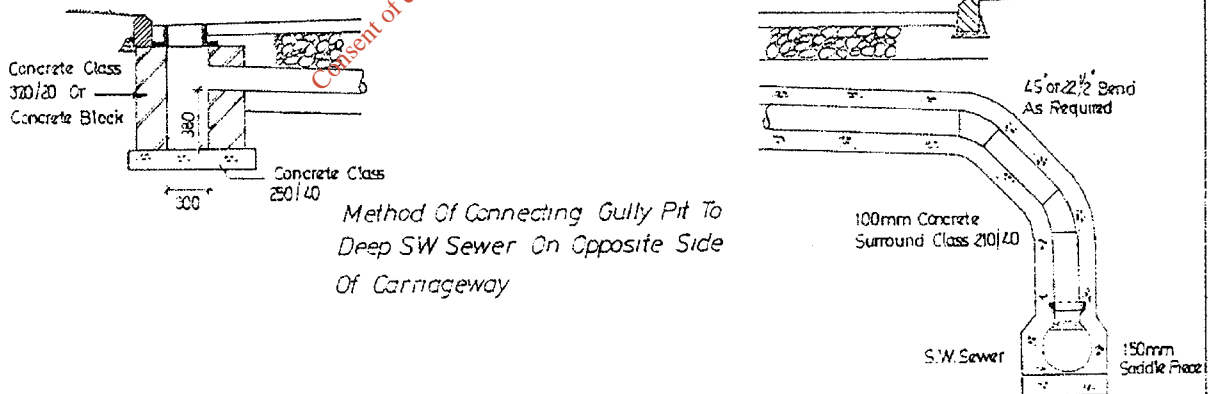 Consent of
Concrete Class
320/20 Or
Concrete Block
380
300
Concrete Class
250/40
Method Of Connecting Gully Pit To
Deep SW Sewer On Opposite Side
Of Carriageway
45° or 22½° Bend
As Required
100mm Concrete
Surround Class 210/40
S.W. Sewer
150mm
Saddle Piece